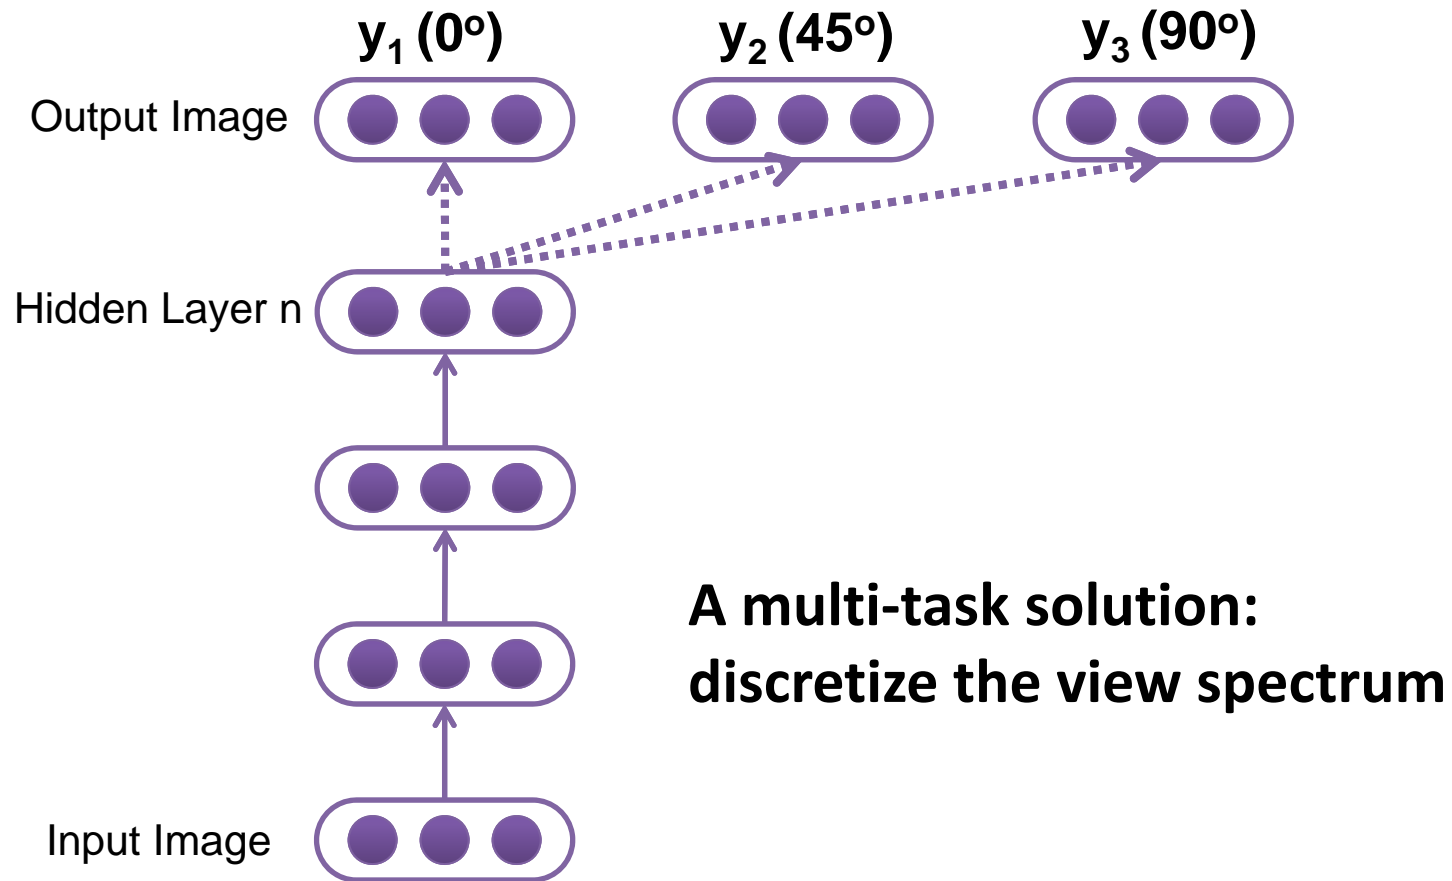 y₁ (0º) y₂ (45º) y₃ (90º)
Output Image
Hidden Layer n
A multi-task solution:
discretize the view spectrum
Input Image